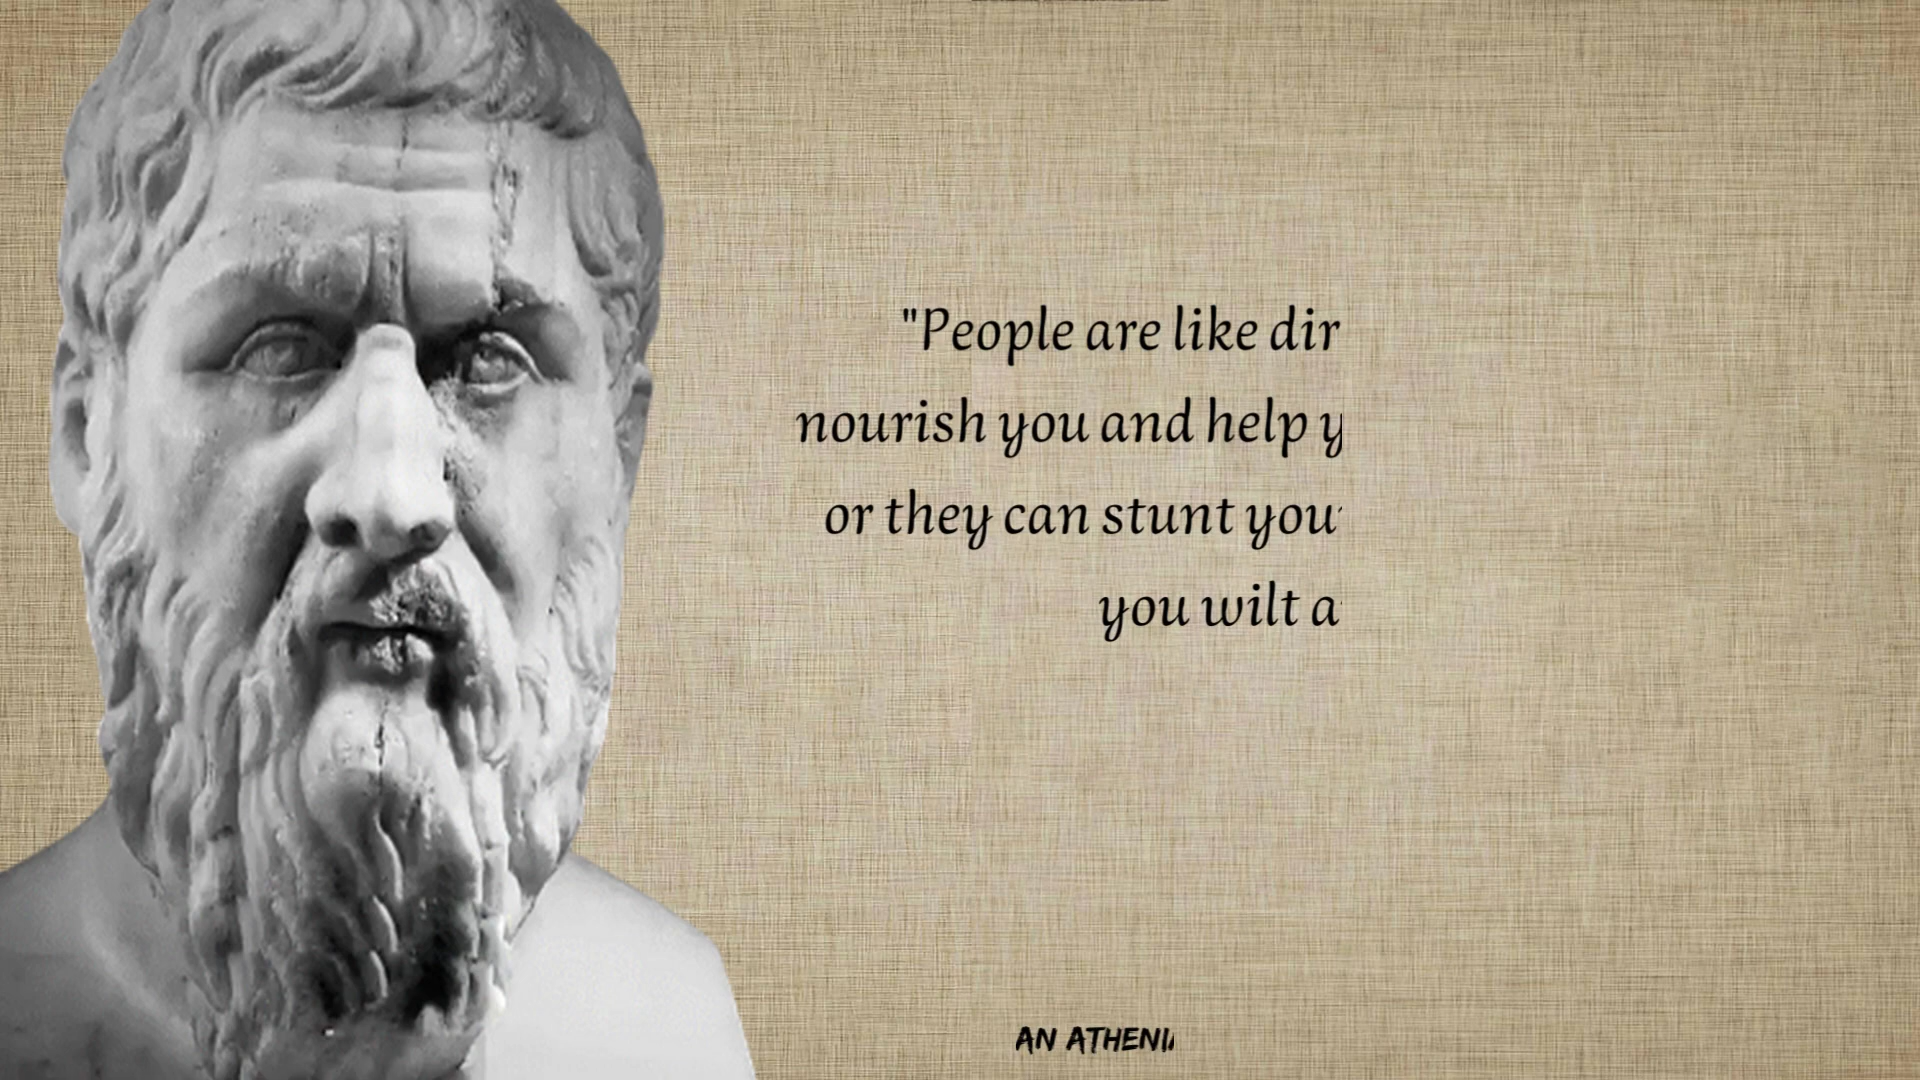 "People are like dir
nourish you and help y
or they can stunt you
you wilt a
AN ATHENI